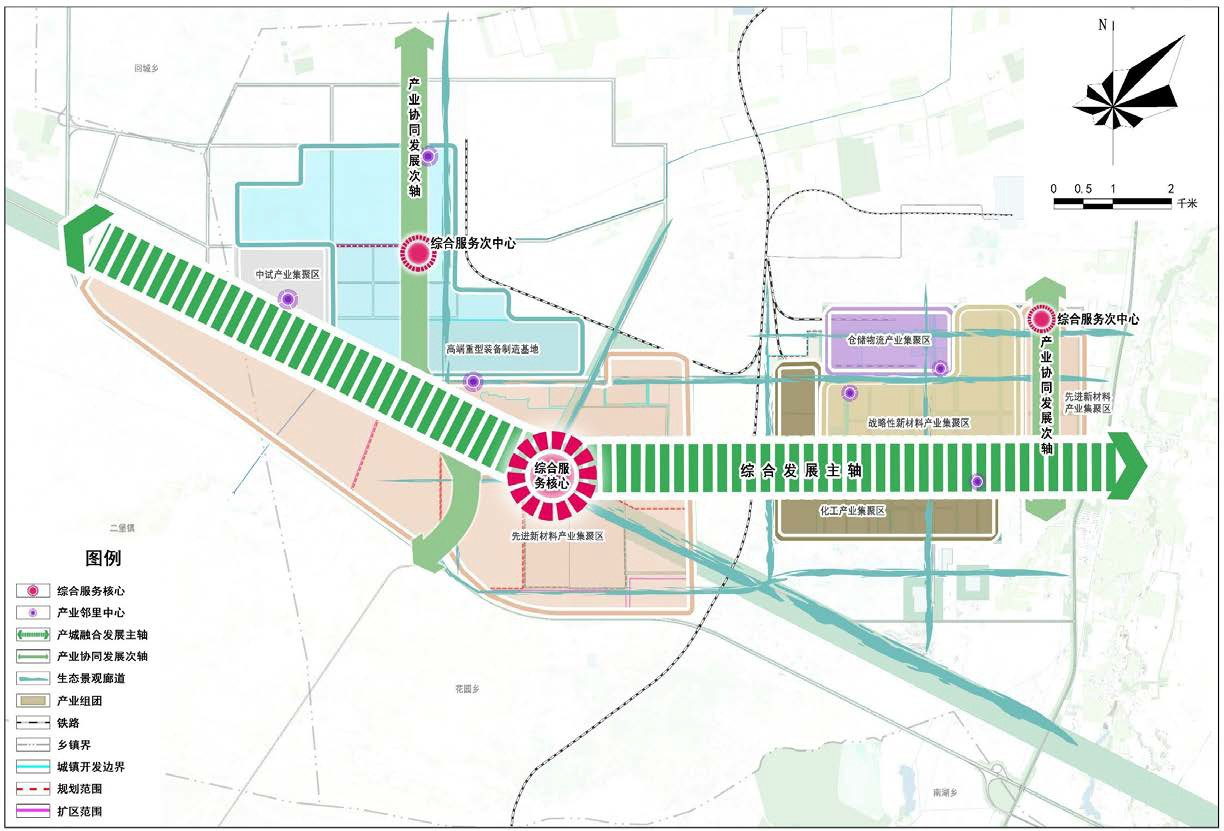 N
0 0.5 1 2
千米
回城乡
产业协同发展次轴
综合服务次中心
中试产业集聚区
高端重型装备制造基地
综合服务次中心
仓储物流产业集聚区
产业协同发展次轴
先进新材料
产业集聚区
战略性新材料产业集聚区
综合服
务核心
综合发展主轴
化工产业集聚区
先进新材料产业集聚区
二堡镇
花园乡
南湖乡
图例
综合服务核心
产业邻里中心
产城融合发展主轴
产业协同发展次轴
生态景观廊道
产业组团
铁路
乡镇界
城镇开发边界
规划范围
扩区范围